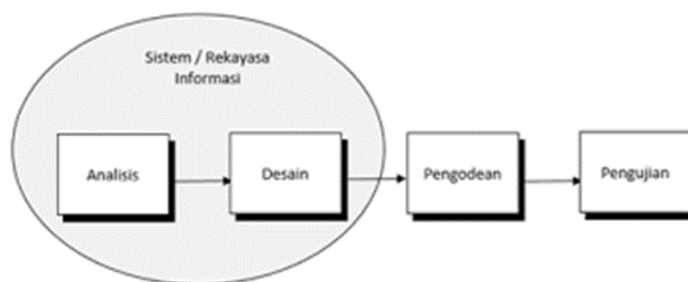 Sistem / Rekayasa
Informasi
Analisis
Desain
Pengodean
Pengujian